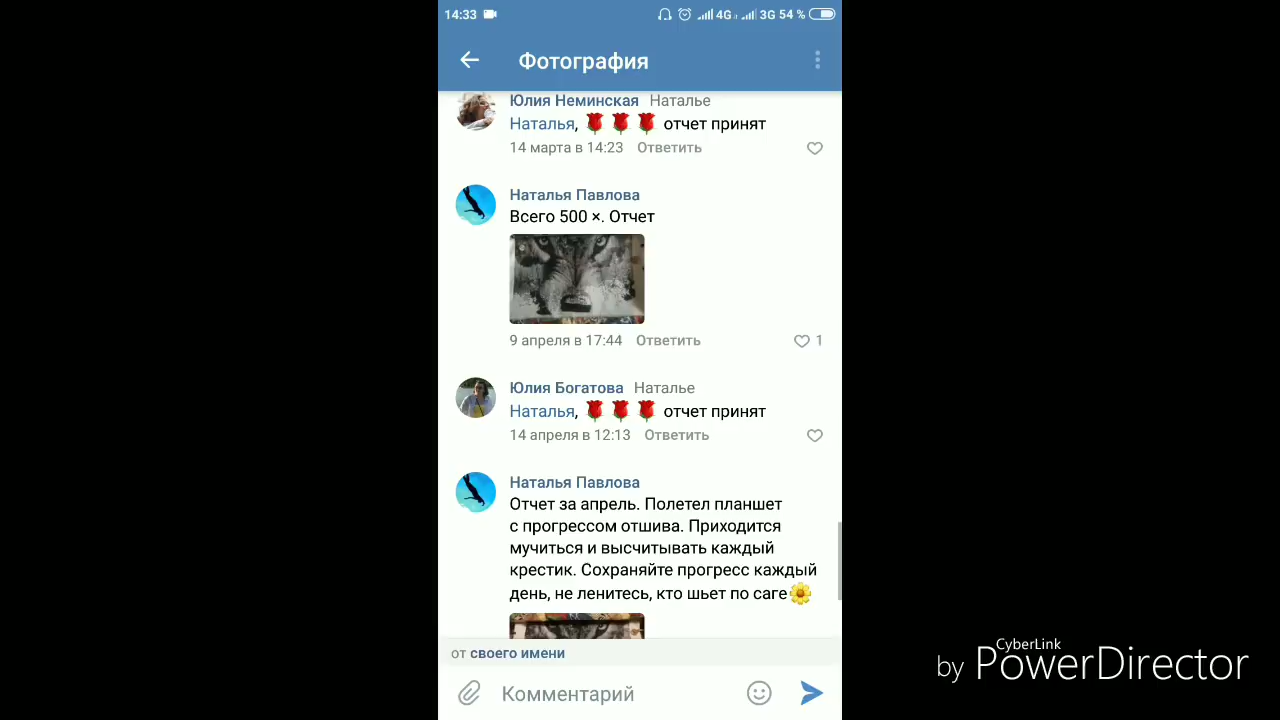 14:33 4G 3G 54 %
Фотография
Юлия Неминская Наталье
Наталья, 🌹🌹🌹 отчет принят
14 марта в 14:23 Ответить
Наталья Павлова
Всего 500 ×. Отчет
9 апреля в 17:44 Ответить 1
Юлия Богатова Наталье
Наталья, 🌹🌹🌹 отчет принят
14 апреля в 12:13 Ответить
Наталья Павлова
Отчет за апрель. Полетел планшет
с прогрессом отшива. Приходится
мучиться и высчитывать каждый
крестик. Сохраняйте прогресс каждый
день, не ленитесь, кто шьет по саге🌼
от своего имени
Комментарий
CyberLink
by PowerDirector